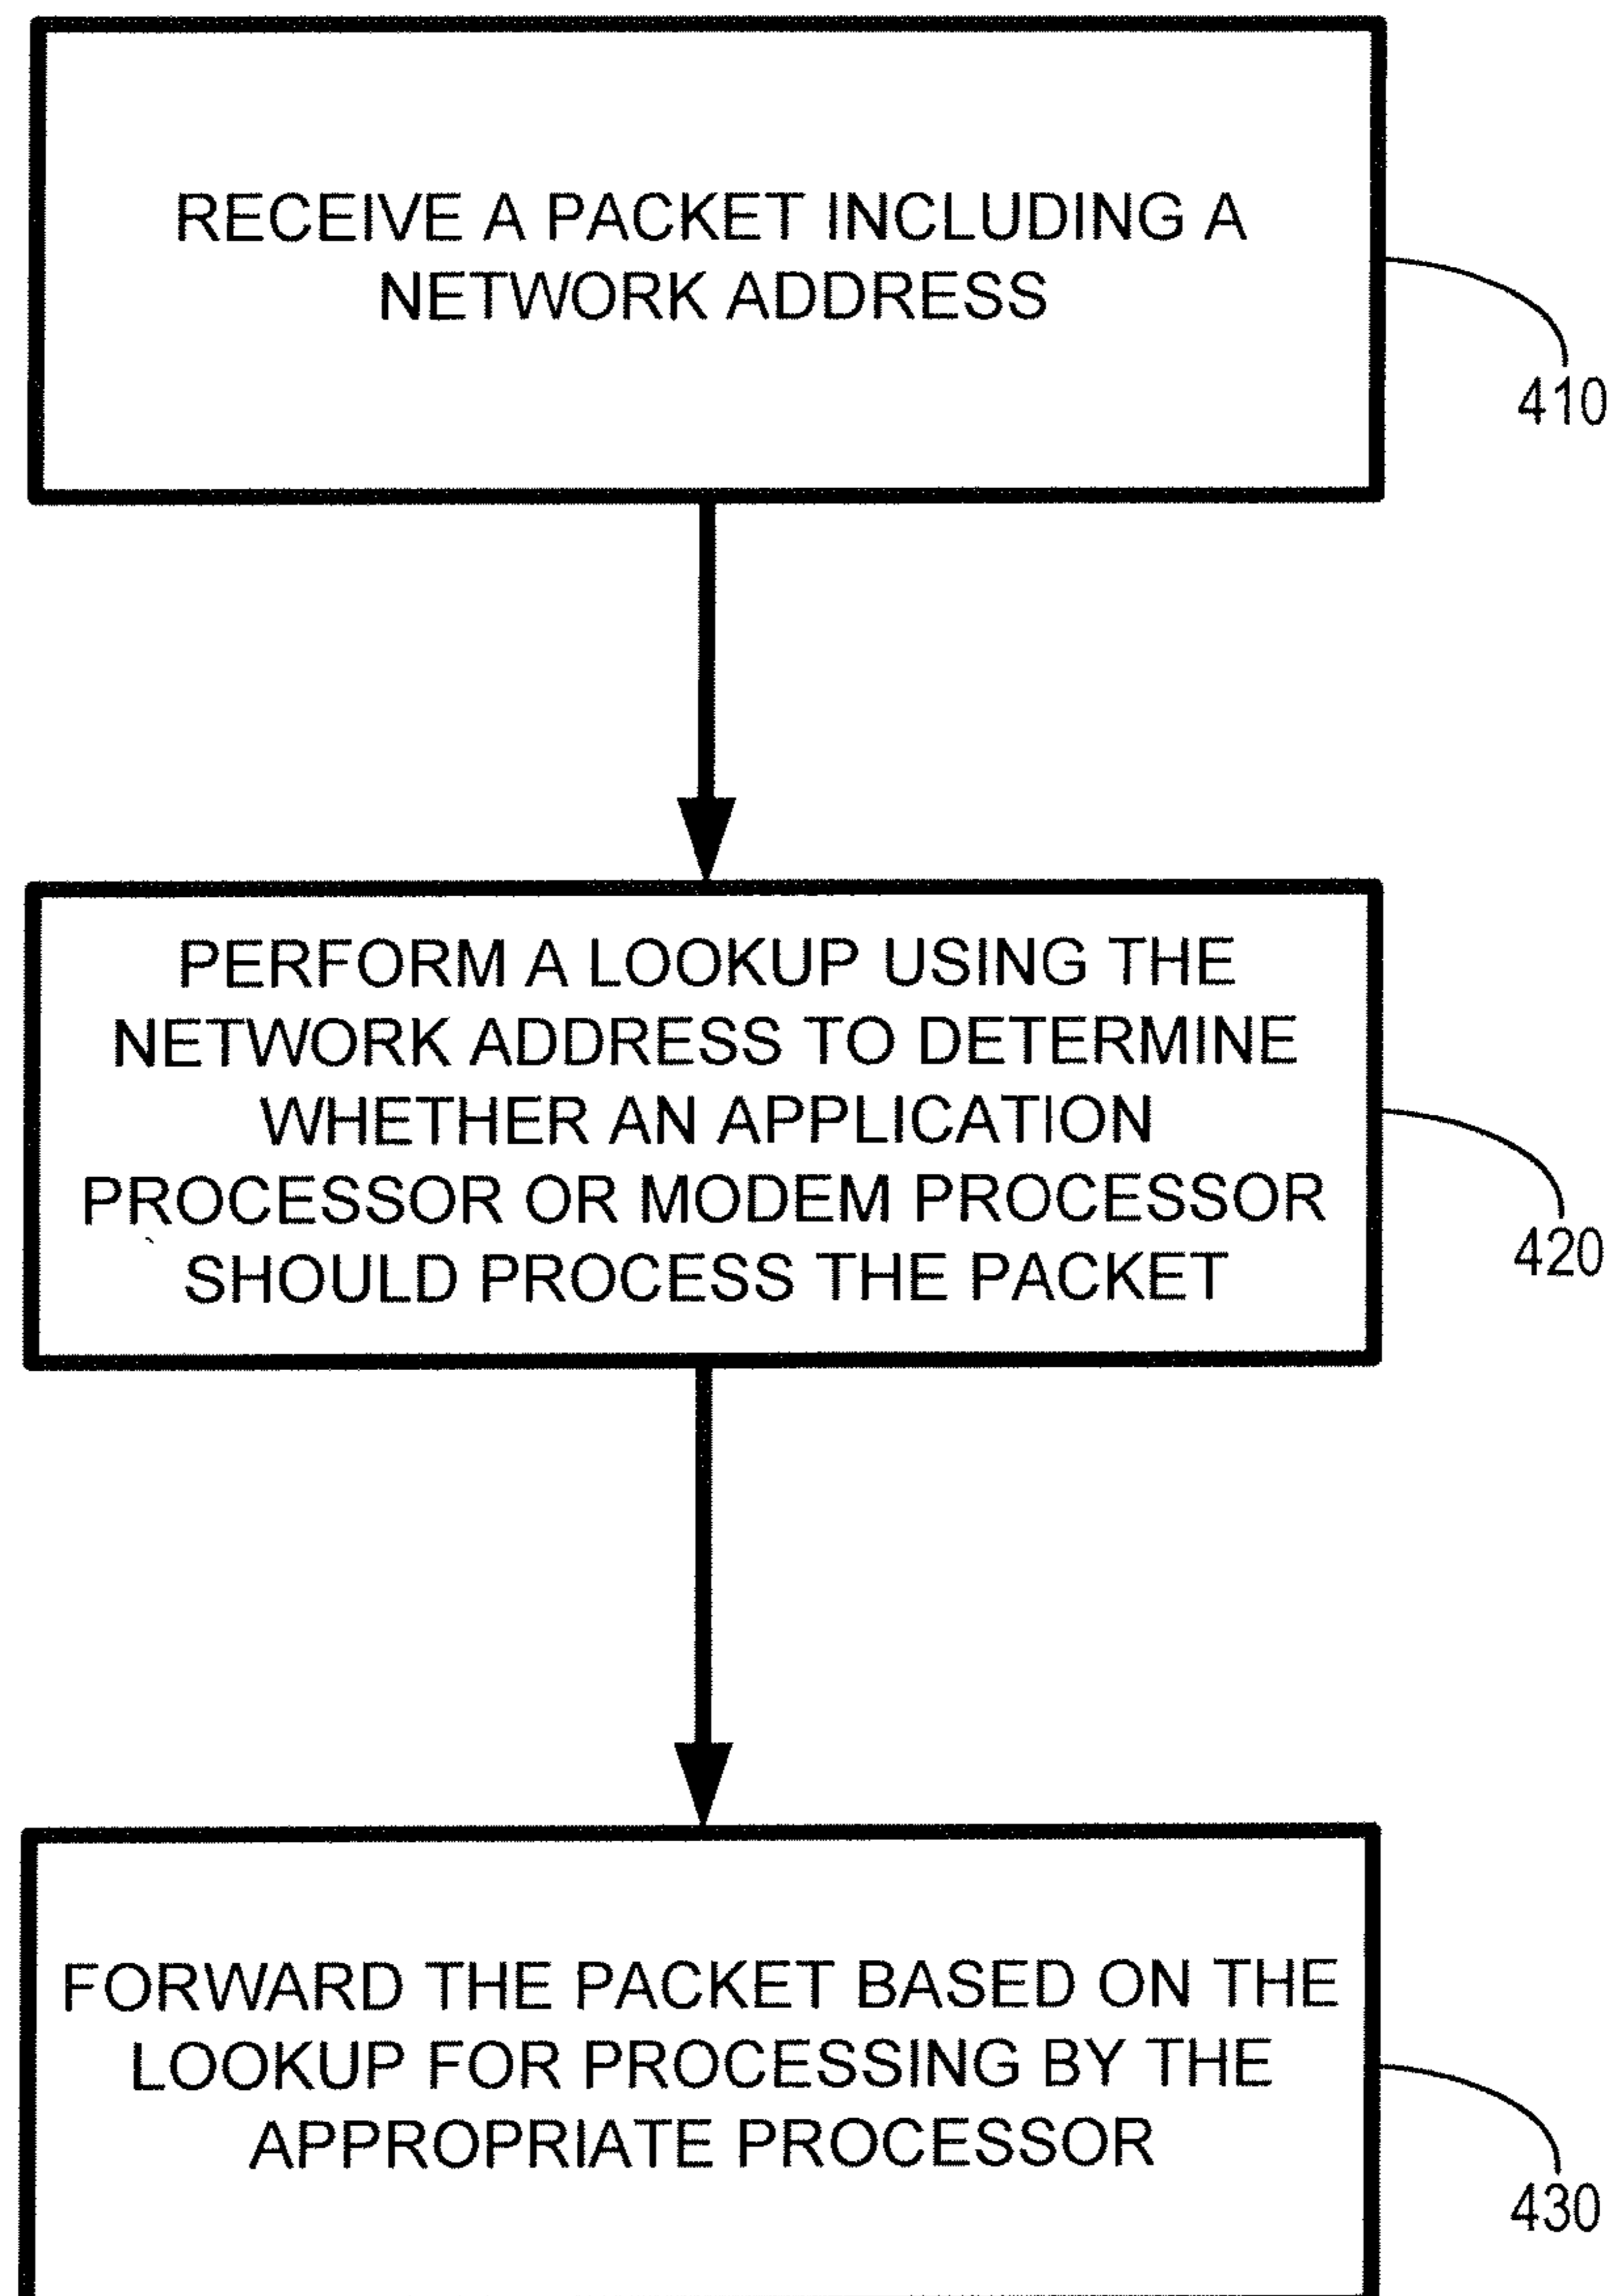 RECEIVE A PACKET INCLUDING A
NETWORK ADDRESS
410
PERFORM A LOOKUP USING THE
NETWORK ADDRESS TO DETERMINE
WHETHER AN APPLICATION
PROCESSOR OR MODEM PROCESSOR
SHOULD PROCESS THE PACKET
420
FORWARD THE PACKET BASED ON THE
LOOKUP FOR PROCESSING BY THE
APPROPRIATE PROCESSOR
430